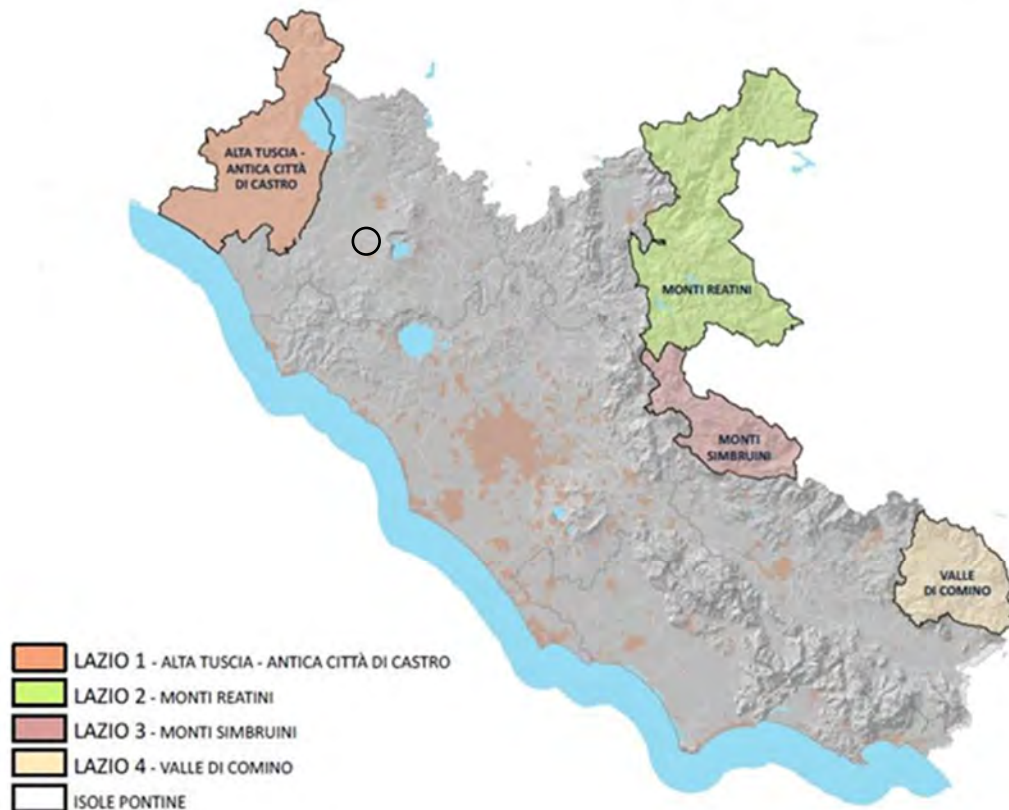 ALTA TUSCIA -
ANTICA CITTÀ
DI CASTRO
MONTI REATINI
MONTI
SIMBRUINI
VALLE
DI COMINO
LAZIO 1 - ALTA TUSCIA - ANTICA CITTÀ DI CASTRO
LAZIO 2 - MONTI REATINI
LAZIO 3 - MONTI SIMBRUINI
LAZIO 4 - VALLE DI COMINO
ISOLE PONTINE